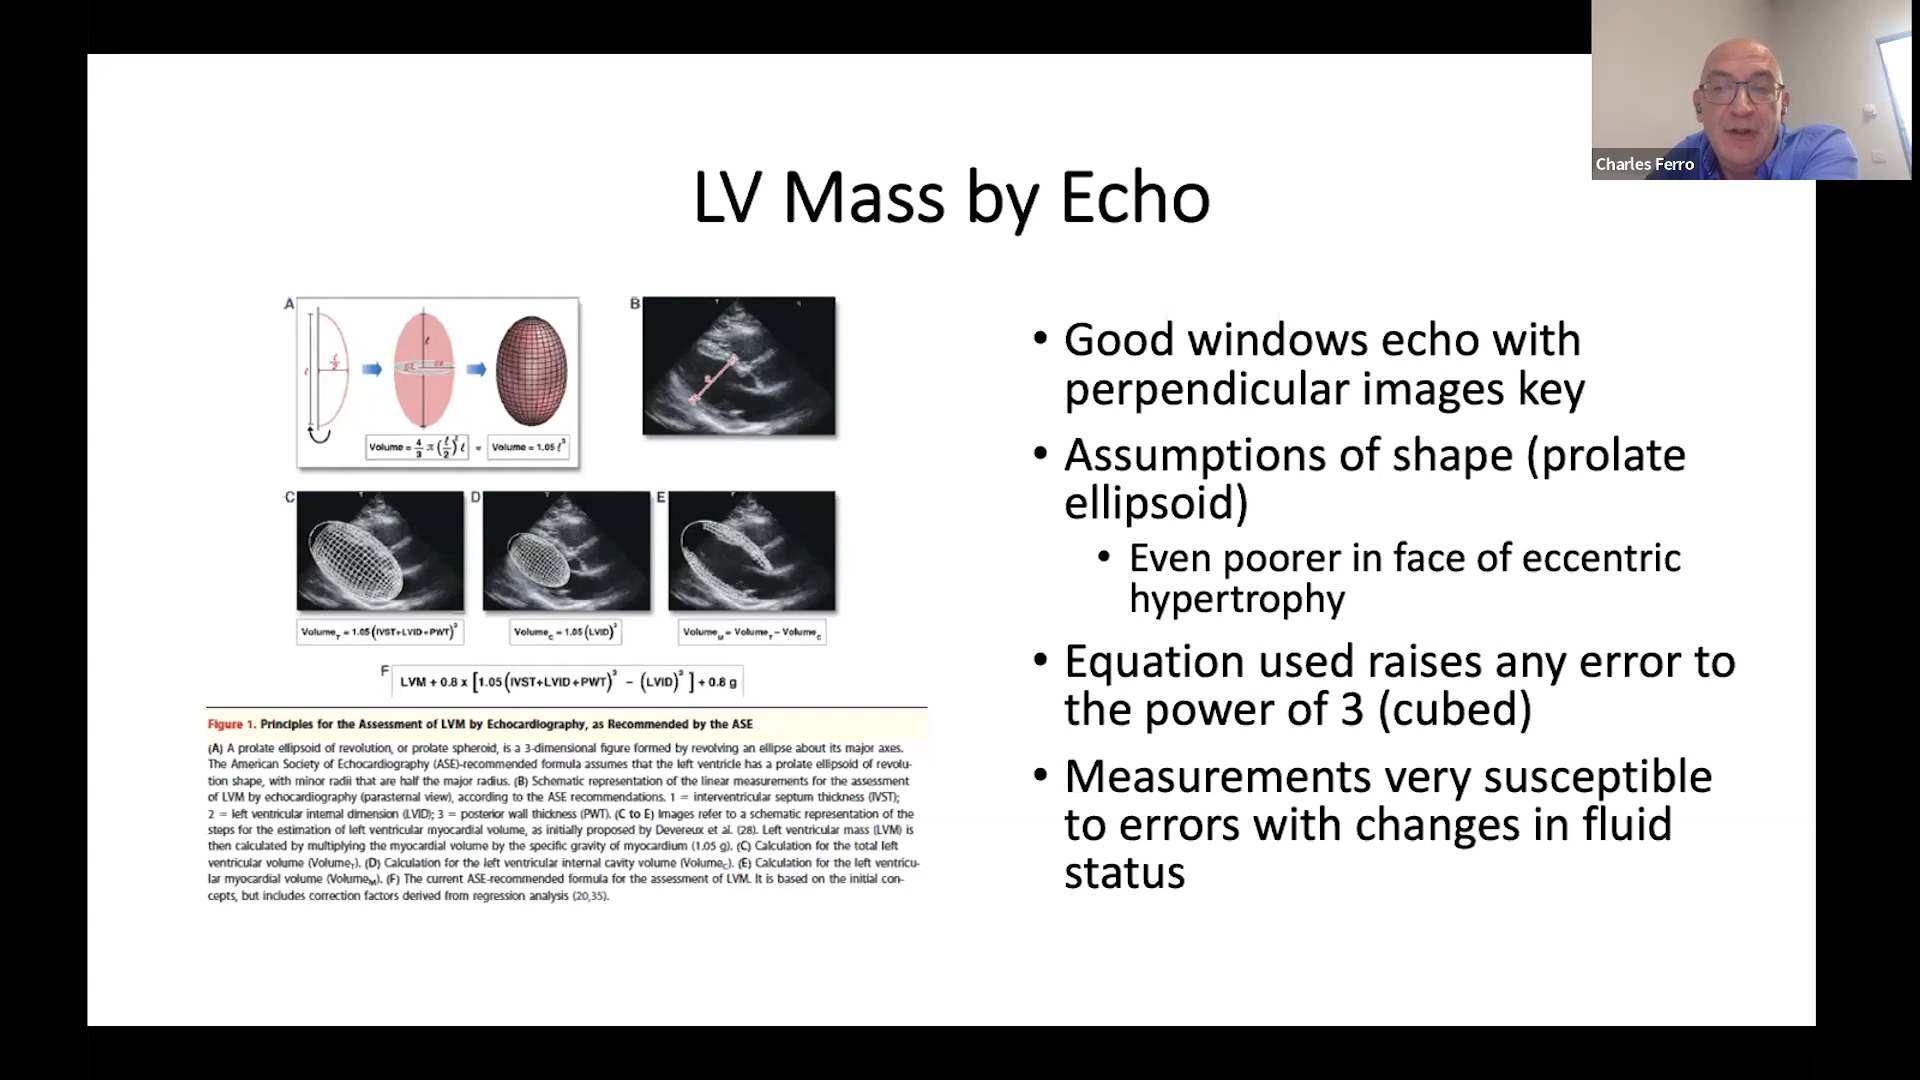 Charles Ferro
LV Mass by Echo
A
B
Volume = 4/3 π (ℓ/2)² ℓ = Volume = 1.05 ℓ³
C
D
E
Volume_T = 1.05 (IVST+LVID+PWT)³
Volume_C = 1.05 (LVID)³
Volume_M = Volume_T − Volume_C
F
LVM + 0.8 x [1.05 (IVST+LVID+PWT)³ − (LVID)³] + 0.8 g
Figure 1. Principles for the Assessment of LVM by Echocardiography, as Recommended by the ASE
(A) A prolate ellipsoid of revolution, or prolate spheroid, is a 3-dimensional figure formed by revolving an ellipse about its major axes.
The American Society of Echocardiography (ASE)-recommended formula assumes that the left ventricle has a prolate ellipsoid of revolu-
tion shape, with minor radii that are half the major radius. (B) Schematic representation of the linear measurements for the assessment
of LVM by echocardiography (parasternal view), according to the ASE recommendations. 1 = interventricular septum thickness (IVST);
2 = left ventricular internal dimension (LVID); 3 = posterior wall thickness (PWT). (C to E) Images refer to a schematic representation of the
steps for the estimation of left ventricular myocardial volume, as initially proposed by Devereux et al. (28). Left ventricular mass (LVM) is
then calculated by multiplying the myocardial volume by the specific gravity of myocardium (1.05 g). (C) Calculation for the total left
ventricular volume (Volume_T). (D) Calculation for the left ventricular internal cavity volume (Volume_C). (E) Calculation for the left ventricu-
lar myocardial volume (Volume_M). (F) The current ASE-recommended formula for the assessment of LVM. It is based on the initial con-
cepts, but includes correction factors derived from regression analysis (20,35).
• Good windows echo with
perpendicular images key
• Assumptions of shape (prolate
ellipsoid)
• Even poorer in face of eccentric
hypertrophy
• Equation used raises any error to
the power of 3 (cubed)
• Measurements very susceptible
to errors with changes in fluid
status